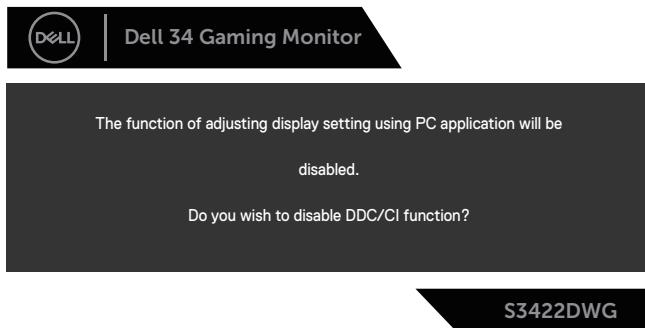 DELL
Dell 34 Gaming Monitor
The function of adjusting display setting using PC application will be
disabled.
Do you wish to disable DDC/CI function?
S3422DWG